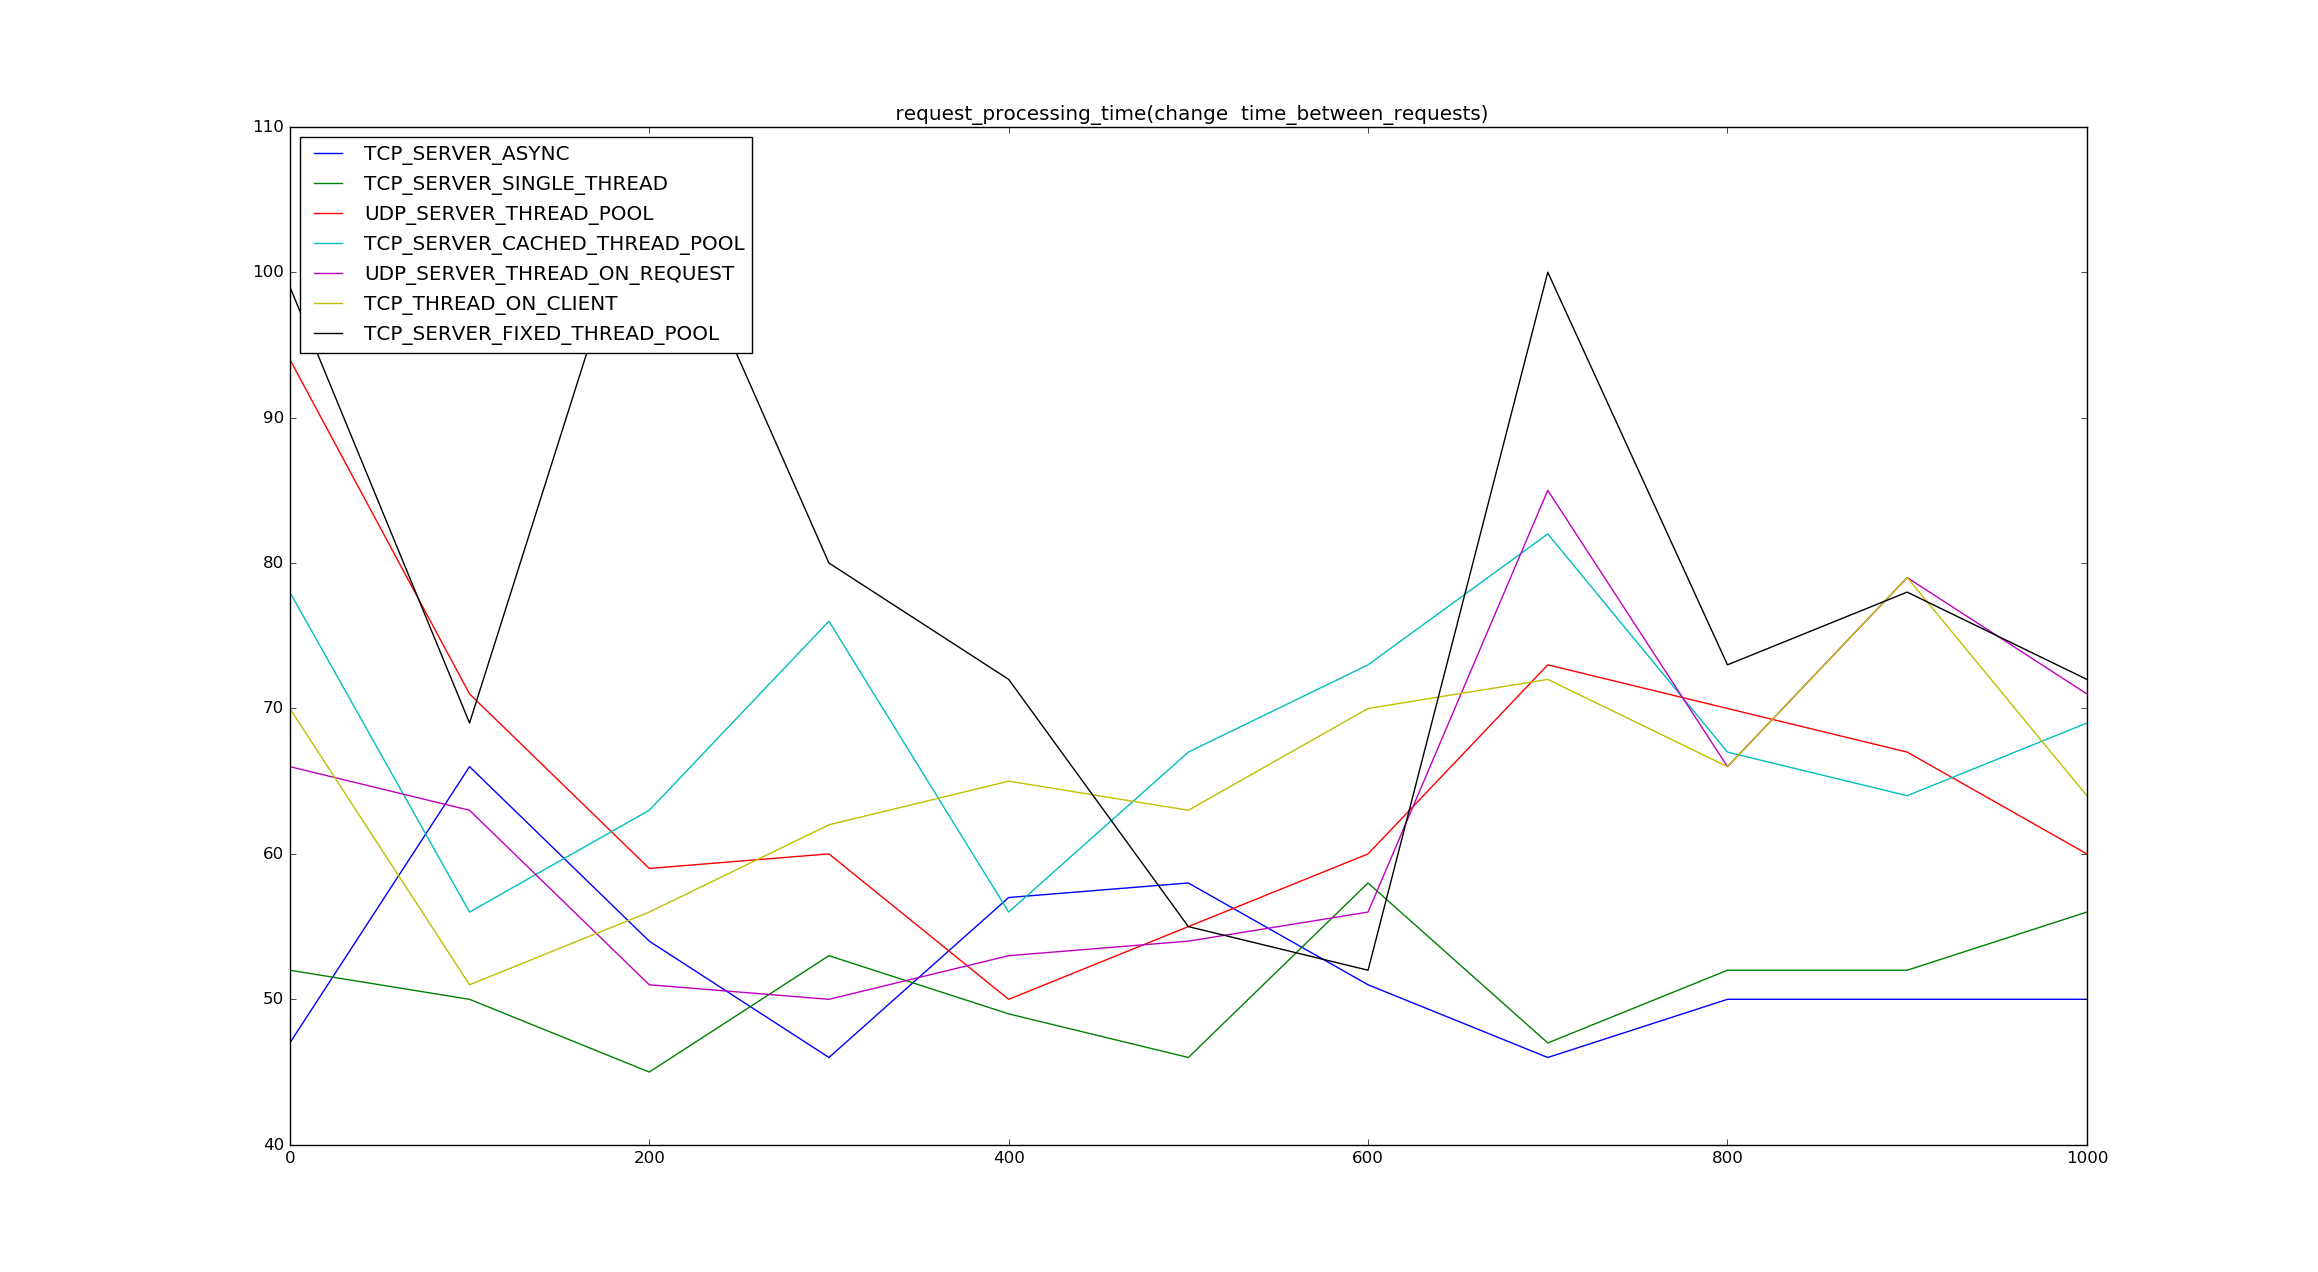 request_processing_time(change  time_between_requests)
110
100
90
80
70
60
50
40
TCP_SERVER_ASYNC
TCP_SERVER_SINGLE_THREAD
UDP_SERVER_THREAD_POOL
TCP_SERVER_CACHED_THREAD_POOL
UDP_SERVER_THREAD_ON_REQUEST
TCP_THREAD_ON_CLIENT
TCP_SERVER_FIXED_THREAD_POOL
0 200 400 600 800 1000